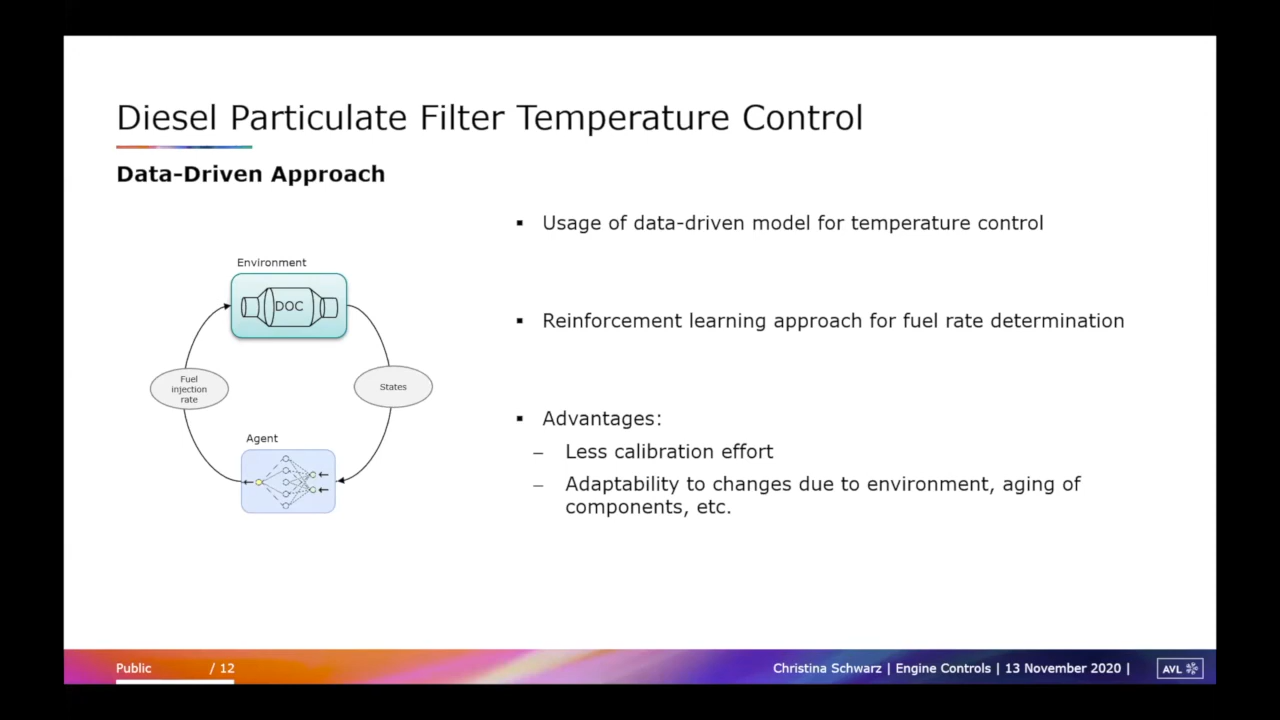 Diesel Particulate Filter Temperature Control
Data-Driven Approach
Environment
DOC
Fuel
injection
rate
States
Agent
▪ Usage of data-driven model for temperature control
▪ Reinforcement learning approach for fuel rate determination
▪ Advantages:
– Less calibration effort
– Adaptability to changes due to environment, aging of
components, etc.
Public / 12
Christina Schwarz | Engine Controls | 13 November 2020 |
AVL